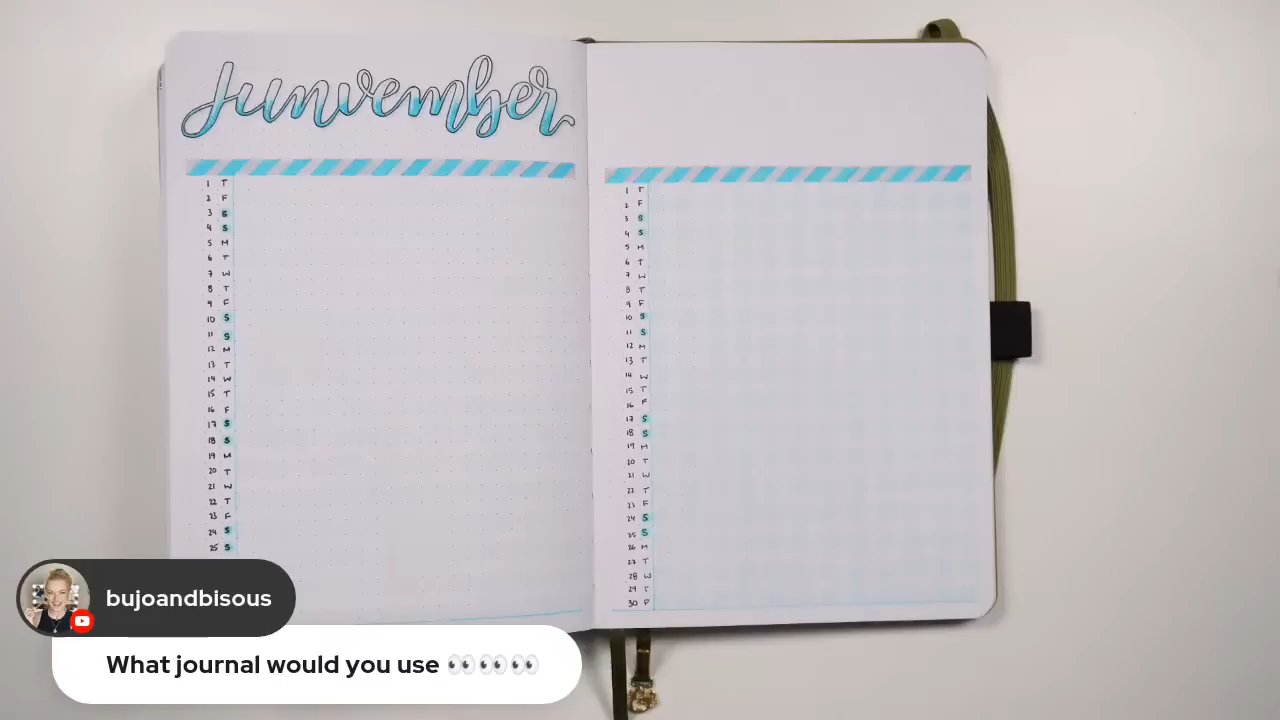 Junvember
1 T
2 F
3 S
4 S
5 M
6 T
7 W
8 T
9 F
10 S
11 S
12 M
13 T
14 W
15 T
16 F
17 S
18 S
19 M
20 T
21 W
22 T
23 F
24 S
25 S
1 T
2 F
3 S
4 S
5 M
6 T
7 W
8 T
9 F
10 S
11 S
12 M
13 T
14 W
15 T
16 F
17 S
18 S
19 M
20 T
21 W
22 T
23 F
24 S
25 S
26 M
27 T
28 W
29 T
30 F
bujoandbisous
What journal would you use 👀👀👀